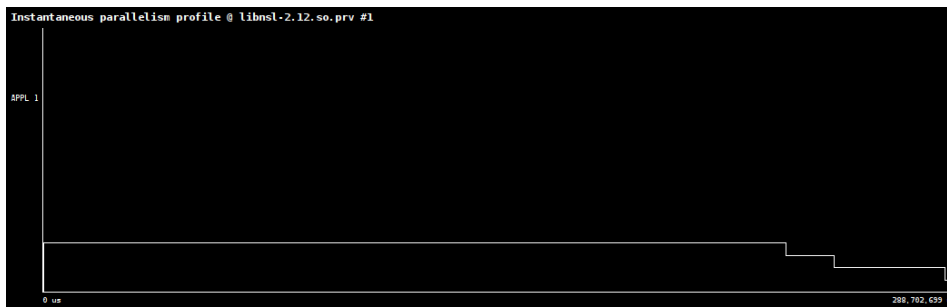 Instantaneous parallelism profile @ libnsl-2.12.so.prv #1
APPL 1
0 us
288,702,699